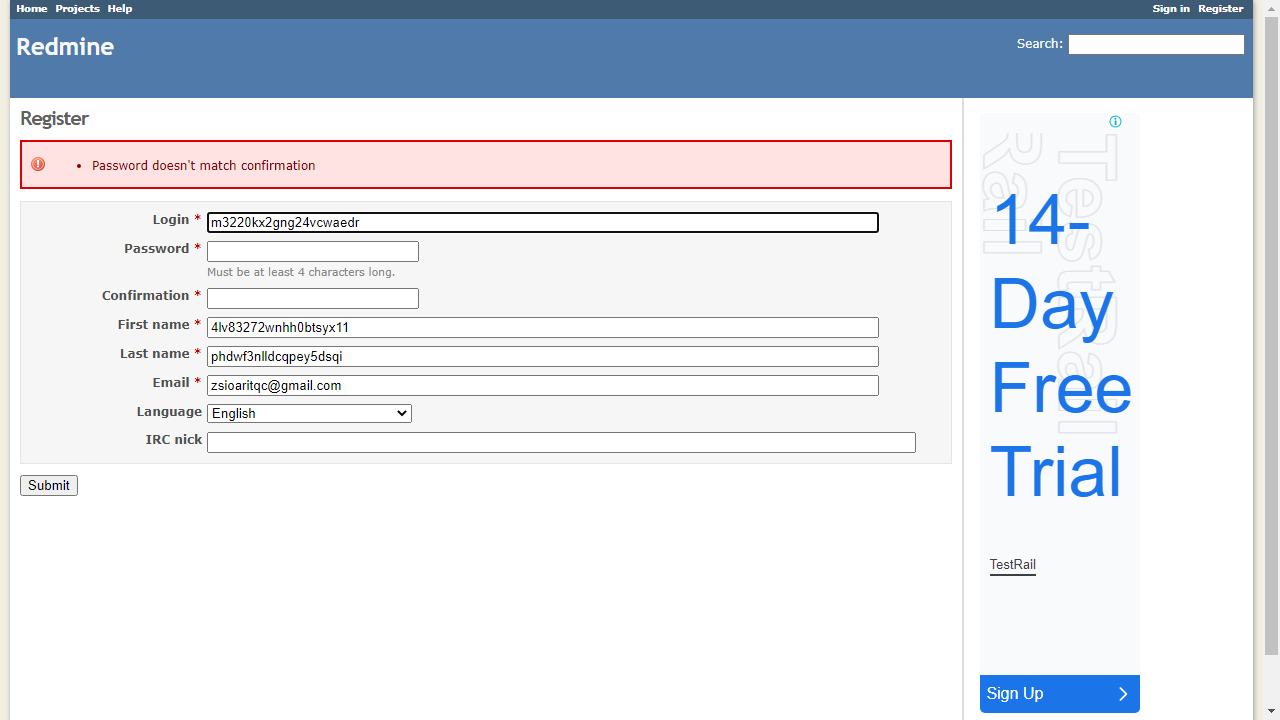 Home Projects Help Sign in Register
Redmine
Search:
Register
Password doesn't match confirmation
Login *
m3220kx2gng24vcwaedr
Password *
Must be at least 4 characters long.
Confirmation *
First name *
4lv83272wnhh0btsyx11
Last name *
phdwf3nlldcqpey5dsqi
Email *
zsioaritqc@gmail.com
Language
English
IRC nick
Submit
TestRail
14-
Day
Free
Trial
TestRail
Sign Up